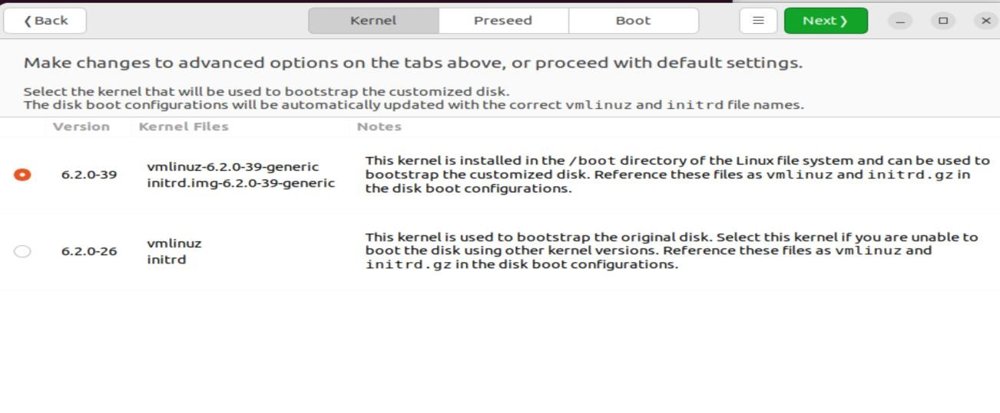 ❮Back
Kernel
Preseed
Boot
Next❯
Make changes to advanced options on the tabs above, or proceed with default settings.
Select the kernel that will be used to bootstrap the customized disk.
The disk boot configurations will be automatically updated with the correct vmlinuz and initrd file names.
Version Kernel Files Notes
6.2.0-39
vmlinuz-6.2.0-39-generic
initrd.img-6.2.0-39-generic
This kernel is installed in the /boot directory of the Linux file system and can be used to
bootstrap the customized disk. Reference these files as vmlinuz and initrd.gz in
the disk boot configurations.
6.2.0-26
vmlinuz
initrd
This kernel is used to bootstrap the original disk. Select this kernel if you are unable to
boot the disk using other kernel versions. Reference these files as vmlinuz and
initrd.gz in the disk boot configurations.